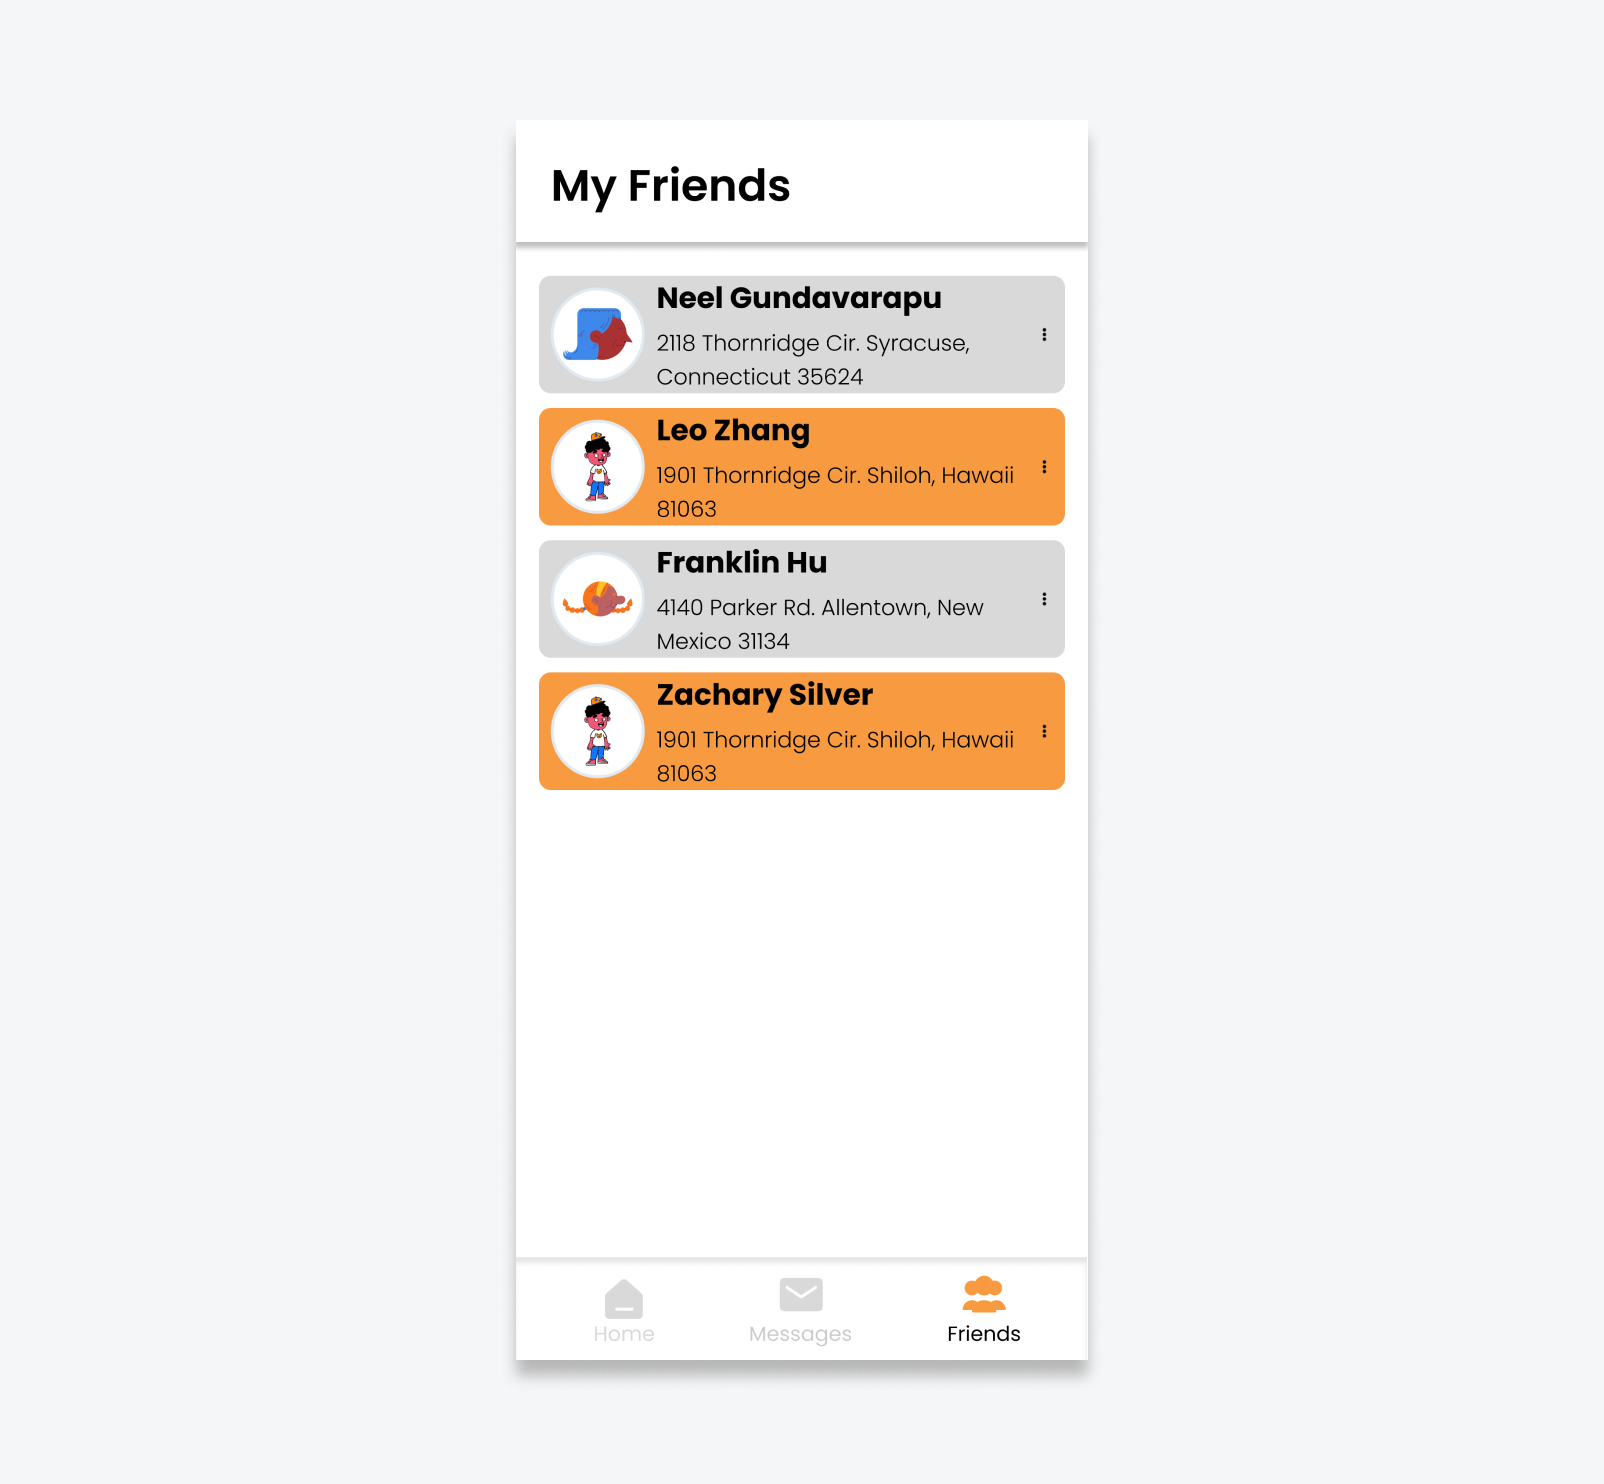 My Friends
Neel Gundavarapu
2118 Thornridge Cir. Syracuse,
Connecticut 35624
Leo Zhang
1901 Thornridge Cir. Shiloh, Hawaii
81063
Franklin Hu
4140 Parker Rd. Allentown, New
Mexico 31134
Zachary Silver
1901 Thornridge Cir. Shiloh, Hawaii
81063
Home
Messages
Friends